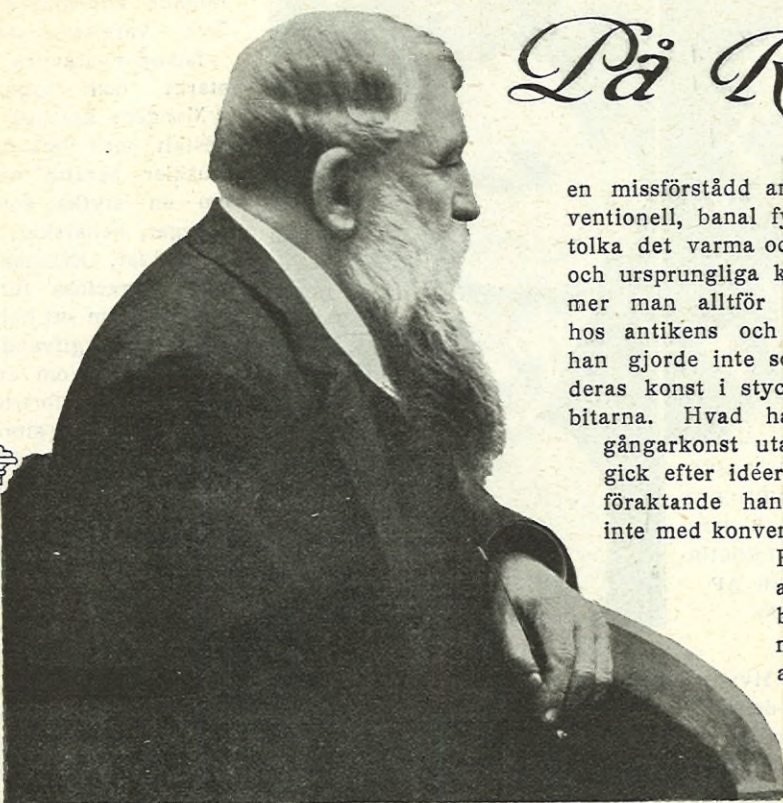 På R
en missförstådd an
ventionell, banal fy
tolka det varma oc
och ursprungliga k
mer man alltför
hos antikens och
han gjorde inte so
deras konst i styc
bitarna. Hvad ha
gångarkonst uta
gick efter idéer
föraktande han
inte med konver